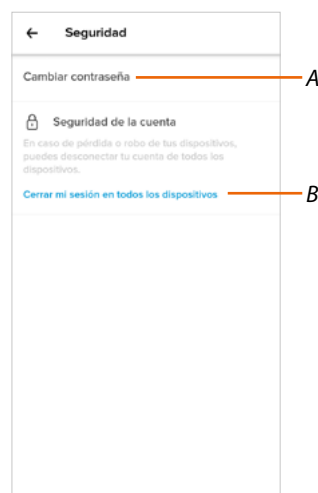 Seguridad
Cambiar contraseña
A
Seguridad de la cuenta
En caso de pérdida o robo de tus dispositivos,
puedes desconectar tu cuenta de todos los
dispositivos.
Cerrar mi sesión en todos los dispositivos
B